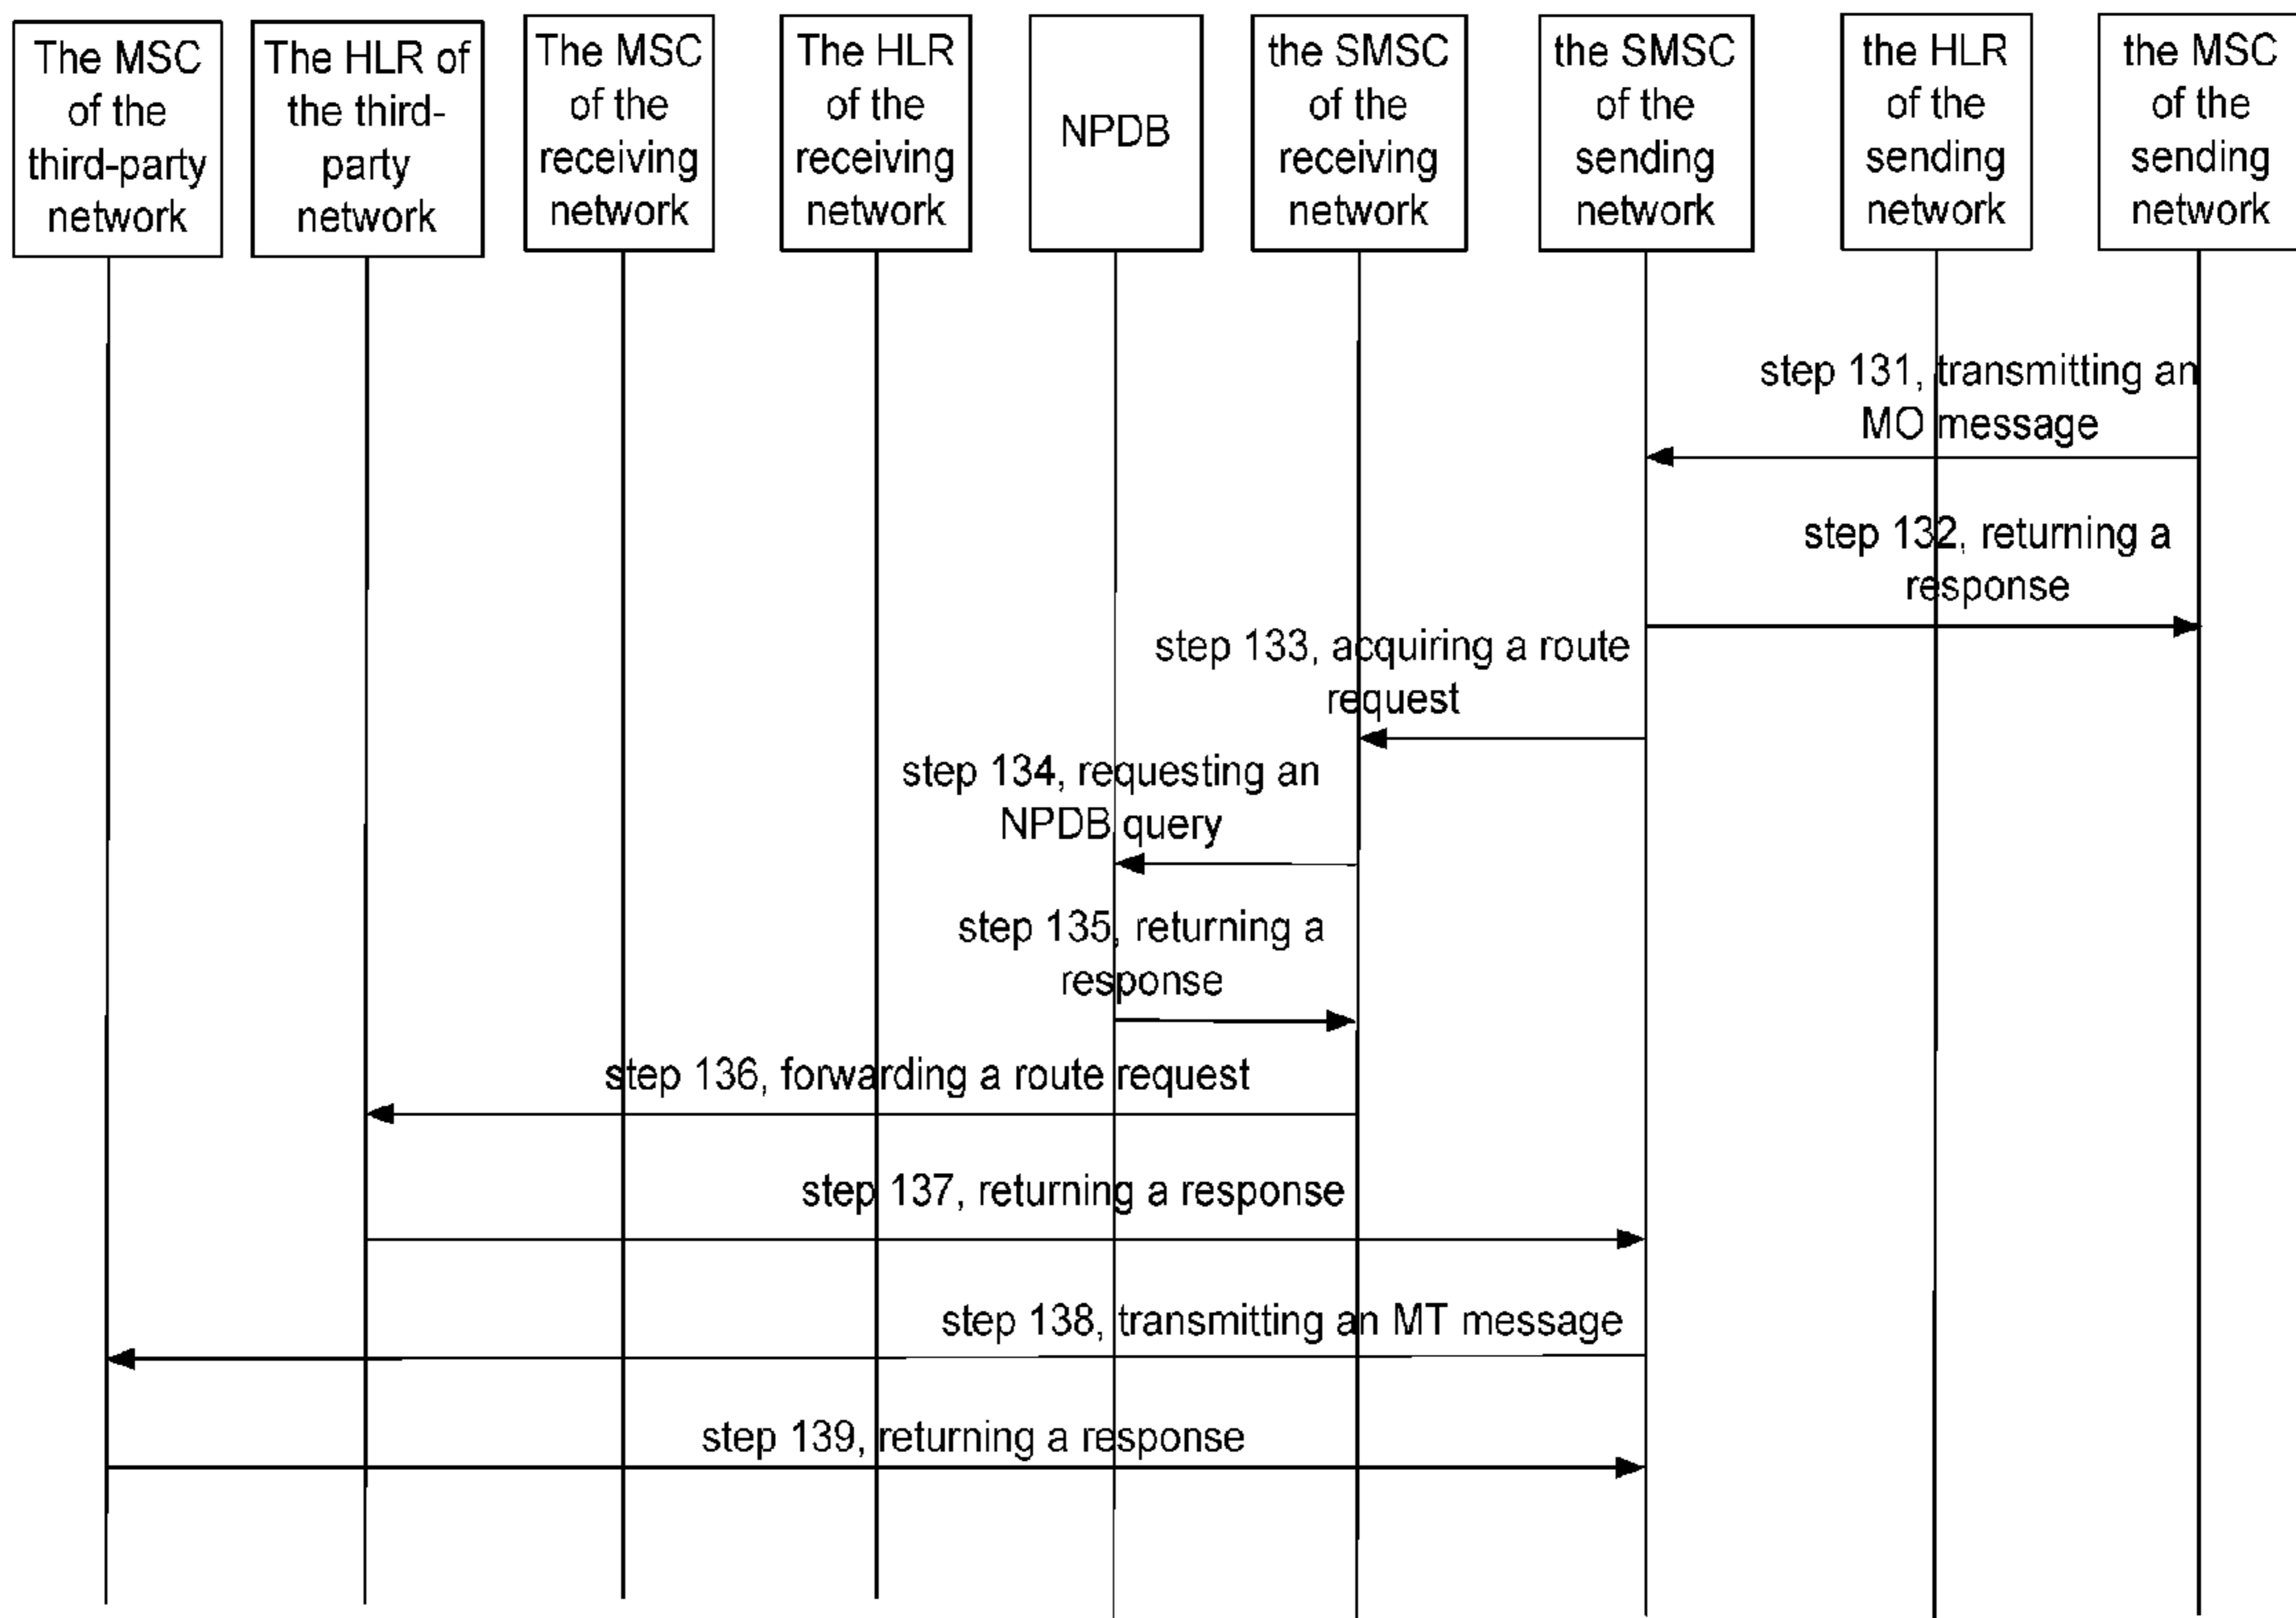 The MSC
of the
third-party
network
The HLR of
the third-
party
network
The MSC
of the
receiving
network
The HLR
of the
receiving
network
NPDB
the SMSC
of the
receiving
network
the SMSC
of the
sending
network
the HLR
of the
sending
network
the MSC
of the
sending
network
step 131, transmitting an
MO message
step 132, returning a
response
step 133, acquiring a route
request
step 134, requesting an
NPDB query
step 135, returning a
response
step 136, forwarding a route request
step 137, returning a response
step 138, transmitting an MT message
step 139, returning a response